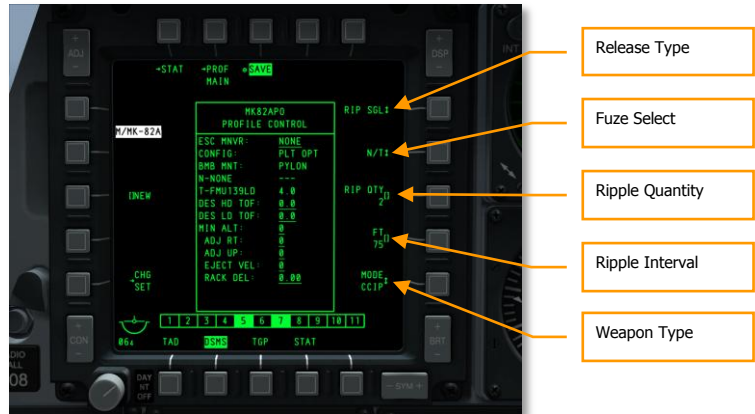 ADJ
DSP
INT
→STAT
→PROF
MAIN
SAVE
MK82APO
PROFILE CONTROL
RIP SGL↕
Release Type
M/MK-82A
ESC MNVR: NONE
CONFIG: PLT OPT
BMB MNT: PYLON
N/T↕
Fuze Select
N-NONE ---
T-FMU139LD 4.0
[]NEW
DES HD TOF: 0.0
DES LD TOF: 0.0
RIP QTY
2[]
Ripple Quantity
MIN ALT: 0
ADJ RT: 0
ADJ UP: 0
FT
75[]
Ripple Interval
EJECT VEL: 0
RACK DEL: 0.00
CHG
SET
MODE
CCIP↕
Weapon Type
1 2 3 4 5 6 7 8 9 10 11
CON
BRT
TAD
DSMS
TGP
STAT
DAY
NT
OFF
- SYM +
08